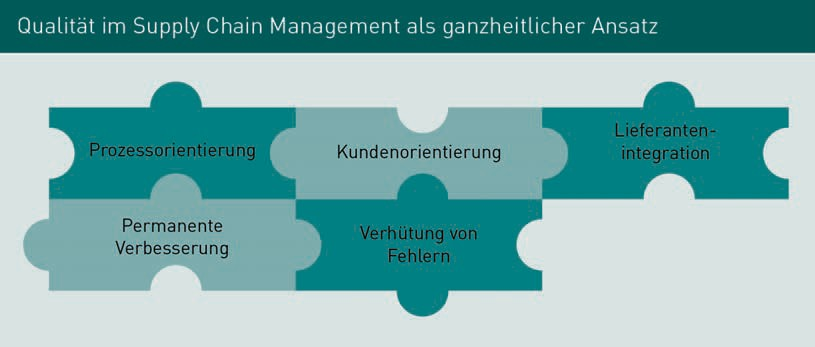 Qualität im Supply Chain Management als ganzheitlicher Ansatz
Prozessorientierung
Kundenorientierung
Lieferanten-
integration
Permanente
Verbesserung
Verhütung von
Fehlern